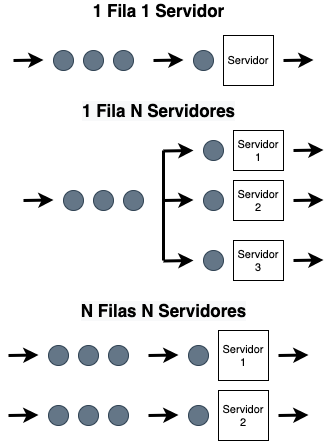 1 Fila 1 Servidor
Servidor
1 Fila N Servidores
Servidor
1
Servidor
2
Servidor
3
N Filas N Servidores
Servidor
1
Servidor
2